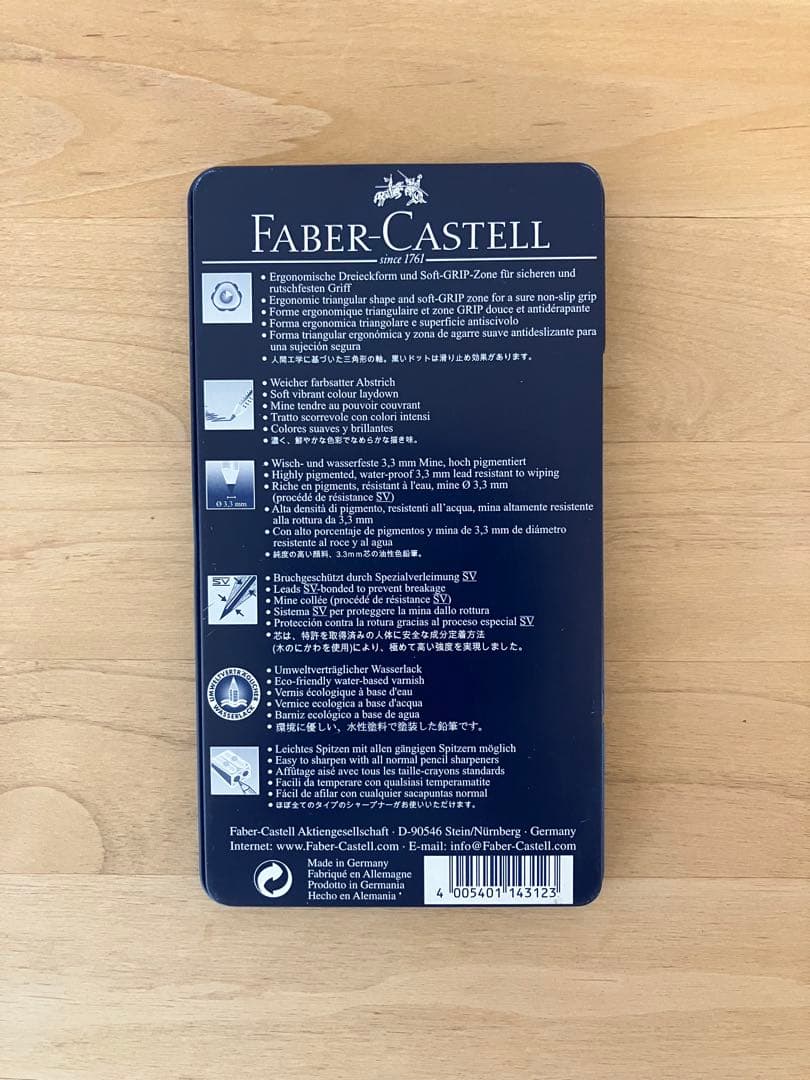 FABER-CASTELL
since 1761
• Ergonomische Dreieckform und Soft-GRIP-Zone für sicheren und
rutschfesten Griff
• Ergonomic triangular shape and soft-GRIP zone for a sure non-slip grip
• Forme ergonomique triangulaire et zone GRIP douce et antidérapante
• Forma ergonomica triangolare e superficie antiscivolo
• Forma triangular ergonómica y zona de agarre suave antideslizante para
una sujeción segura
• 人間工学に基づいた三角形の軸。黒いドットは滑り止め効果があります。
• Weicher farbsatter Abstrich
• Soft vibrant colour laydown
• Mine tendre au pouvoir couvrant
• Tratto scorrevole con colori intensi
• Colores suaves y brillantes
• 濃く、鮮やかな色彩でなめらかな描き味。
Ø 3,3 mm
• Wisch- und wasserfeste 3,3 mm Mine, hoch pigmentiert
• Highly pigmented, water-proof 3,3 mm lead resistant to wiping
• Riche en pigments, résistant à l'eau, mine Ø 3,3 mm
(procédé de résistance SV)
• Alta densità di pigmento, resistenti all'acqua, mina altamente resistente
alla rottura da 3,3 mm
• Con alto porcentaje de pigmentos y mina de 3,3 mm de diámetro
resistente al roce y al agua
• 純度の高い顔料、3.3mm芯の油性色鉛筆。
SV
• Bruchgeschützt durch Spezialverleimung SV
• Leads SV-bonded to prevent breakage
• Mine collée (procédé de résistance SV)
• Sistema SV per proteggere la mina dallo rottura
• Protección contra la rotura gracias al proceso especial SV
• 芯は、特許を取得済みの人体に安全な成分定着方法
(木のにかわを使用)により、極めて高い強度を実現しました。
UMWELTVERTRÄGLICHER
WASSERLACK
• Umweltverträglicher Wasserlack
• Eco-friendly water-based varnish
• Vernis écologique à base d'eau
• Vernice ecologica a base d'acqua
• Barniz ecológico a base de agua
• 環境に優しい、水性塗料で塗装した鉛筆です。
• Leichtes Spitzen mit allen gängigen Spitzern möglich
• Easy to sharpen with all normal pencil sharpeners
• Affûtage aisé avec tous les taille-crayons standards
• Facili da temperare con qualsiasi temperamatite
• Fácil de afilar con cualquier sacapuntas normal
• ほぼ全てのタイプのシャープナーがお使いいただけます。
Faber-Castell Aktiengesellschaft · D-90546 Stein/Nürnberg · Germany
Internet: www.Faber-Castell.com · E-mail: info@Faber-Castell.com
Made in Germany
Fabriqué en Allemagne
Prodotto in Germania
Hecho en Alemania
4 005401 143123